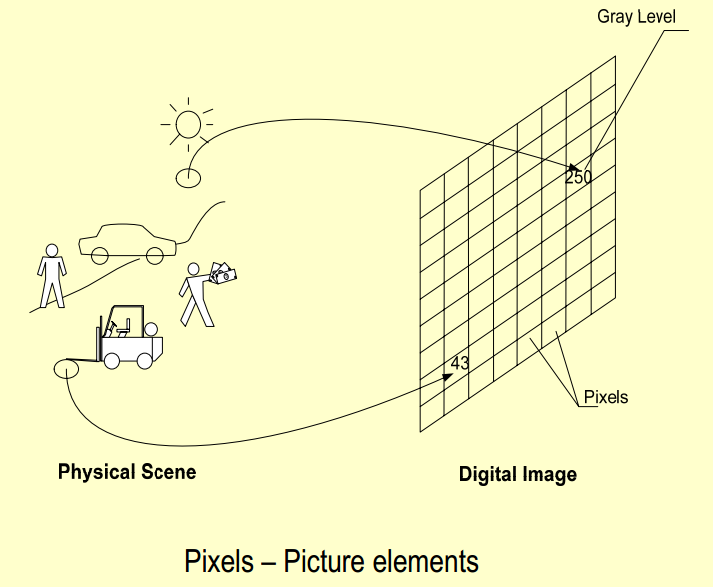 Gray Level
250
43
Pixels
Physical Scene
Digital Image
Pixels – Picture elements